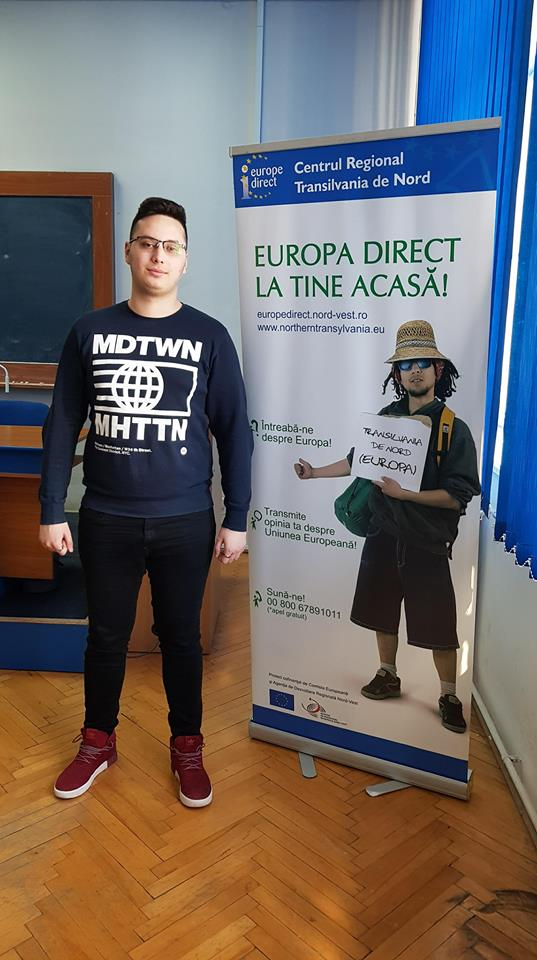 europe
direct
Centrul Regional
Transilvania de Nord
EUROPA DIRECT
LA TINE ACASĂ!
europedirect.nord-vest.ro
www.northerntransylvania.eu
Întreabă-ne
despre Europa!
TRANSILVANIA
DE NORD
(EUROPA)
Transmite
opinia ta despre
Uniunea Europeană!
Sună-ne!
00 800 67891011
(*apel gratuit)
Proiect cofinanțat de Comisia Europeană
și Agenția de Dezvoltare Regională Nord-Vest
MDTWN
MHTTN